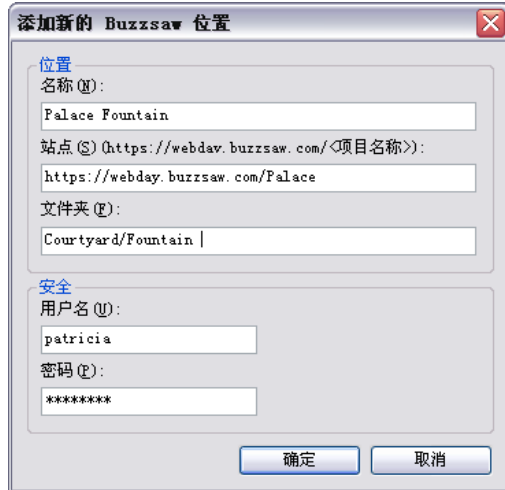 添加新的 Buzzsaw 位置
位置
名称(N):
Palace Fountain
站点(S)(https://webdav.buzzsaw.com/<项目名称>):
https://webday.buzzsaw.com/Palace
文件夹(F):
Courtyard/Fountain
安全
用户名(U):
patricia
密码(P):
********
确定 取消